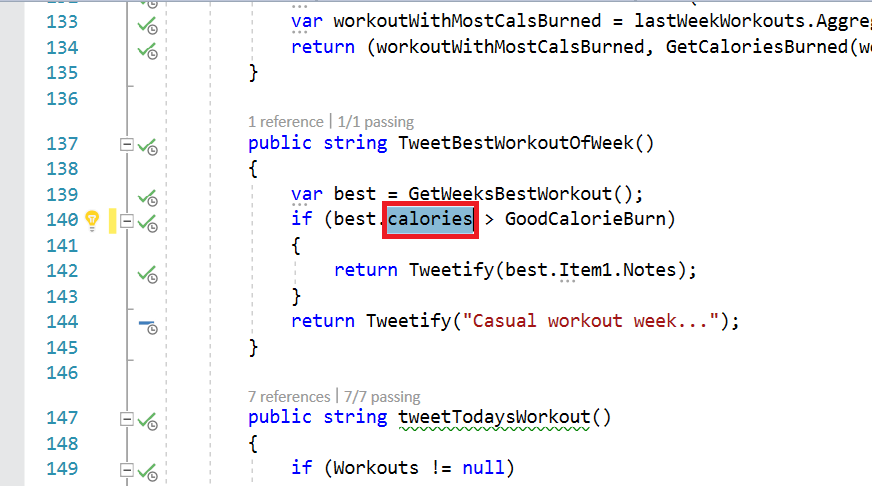 133 var workoutWithMostCalsBurned = lastWeekWorkouts.Aggreg
134 return (workoutWithMostCalsBurned, GetCaloriesBurned(wo
135 }
136
1 reference | 1/1 passing
137 public string TweetBestWorkoutOfWeek()
138 {
139 var best = GetWeeksBestWorkout();
140 if (best.calories > GoodCalorieBurn)
141 {
142 return Tweetify(best.Item1.Notes);
143 }
144 return Tweetify("Casual workout week...");
145 }
146
7 references | 7/7 passing
147 public string tweetTodaysWorkout()
148 {
149 if (Workouts != null)